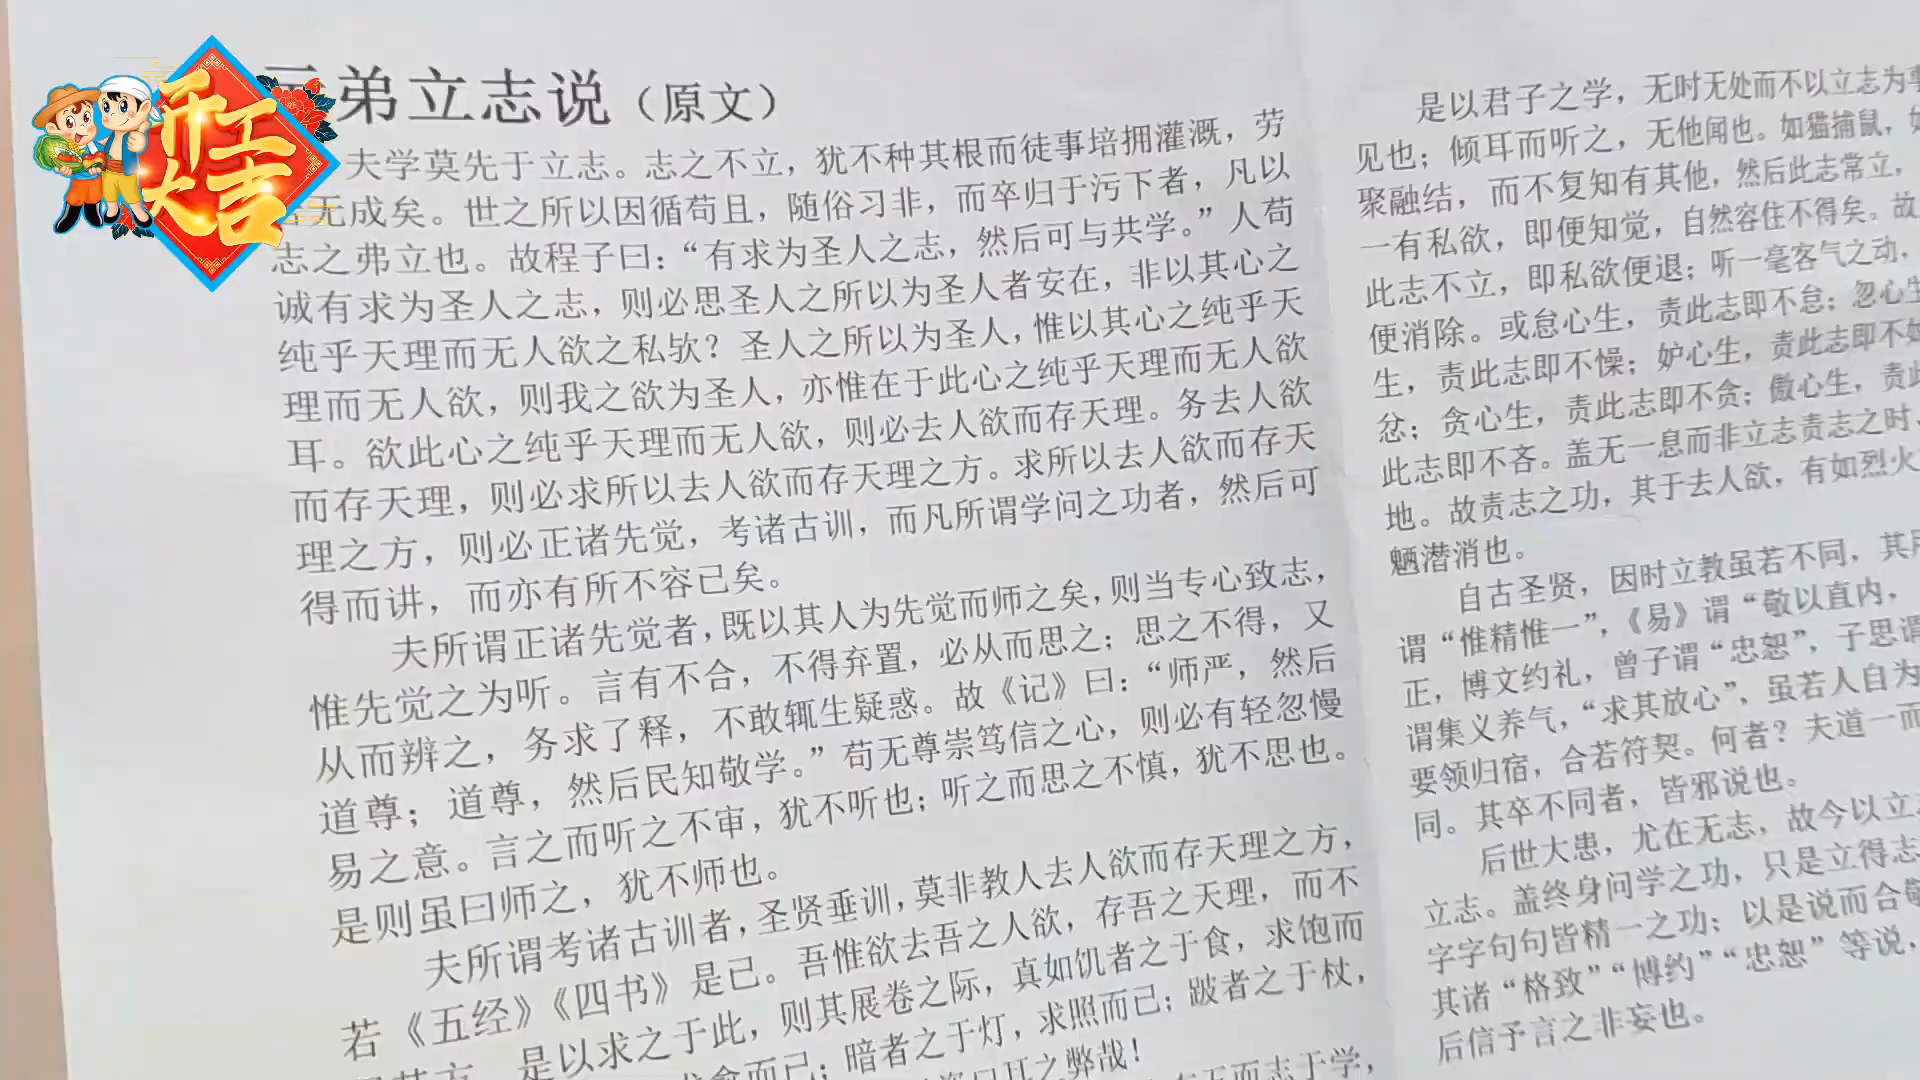 开工大吉
弟立志说（原文）
夫学莫先于立志。志之不立，犹不种其根而徒事培拥灌溉，劳
无成矣。世之所以因循苟且，随俗习非，而卒归于污下者，凡以
志之弗立也。故程子曰：“有求为圣人之志，然后可与共学。”人苟
诚有求为圣人之志，则必思圣人之所以为圣人者安在，非以其心之
纯乎天理而无人欲之私欤？圣人之所以为圣人，惟以其心之纯乎天
理而无人欲，则我之欲为圣人，亦惟在于此心之纯乎天理而无人欲
耳。欲此心之纯乎天理而无人欲，则必去人欲而存天理。务去人欲
而存天理，则必求所以去人欲而存天理之方。求所以去人欲而存天
理之方，则必正诸先觉，考诸古训，而凡所谓学问之功者，然后可
得而讲，而亦有所不容已矣。
夫所谓正诸先觉者，既以其人为先觉而师之矣，则当专心致志，
惟先觉之为听。言有不合，不得弃置，必从而思之；思之不得，又
从而辨之，务求了释，不敢辄生疑惑。故《记》曰：“师严，然后
道尊；道尊，然后民知敬学。”苟无尊崇笃信之心，则必有轻忽慢
易之意。言之而听之不审，犹不听也；听之而思之不慎，犹不思也。
是则虽曰师之，犹不师也。
夫所谓考诸古训者，圣贤垂训，莫非教人去人欲而存天理之方，
若《五经》《四书》是已。吾惟欲去吾之人欲，存吾之天理，而不
其方，是以求之于此，则其展卷之际，真如饥者之于食，求饱而
求愈而已；暗者之于灯，求照而已；跛者之于杖，
口耳之弊哉！
五而志于学，
是以君子之学，无时无处而不以立志为事
见也；倾耳而听之，无他闻也。如猫捕鼠，如
聚融结，而不复知有其他，然后此志常立，
一有私欲，即便知觉，自然容住不得矣。故
此志不立，即私欲便退；听一毫客气之动，
便消除。或怠心生，责此志即不怠；忽心生
生，责此志即不懆；妒心生，责此志即不妒
忿；贪心生，责此志即不贪；傲心生，责此
此志即不吝。盖无一息而非立志责志之时，
地。故责志之功，其于去人欲，有如烈火
魉潜消也。
自古圣贤，因时立教虽若不同，其用
谓“惟精惟一”，《易》谓“敬以直内，
正，博文约礼，曾子谓“忠恕”，子思谓
谓集义养气，“求其放心”，虽若人自为
要领归宿，合若符契。何者？夫道一而
同。其卒不同者，皆邪说也。
后世大患，尤在无志，故今以立
立志。盖终身问学之功，只是立得志
字字句句皆精一之功；以是说而合敬
其诸“格致”“博约”“忠恕”等说，
后信予言之非妄也。